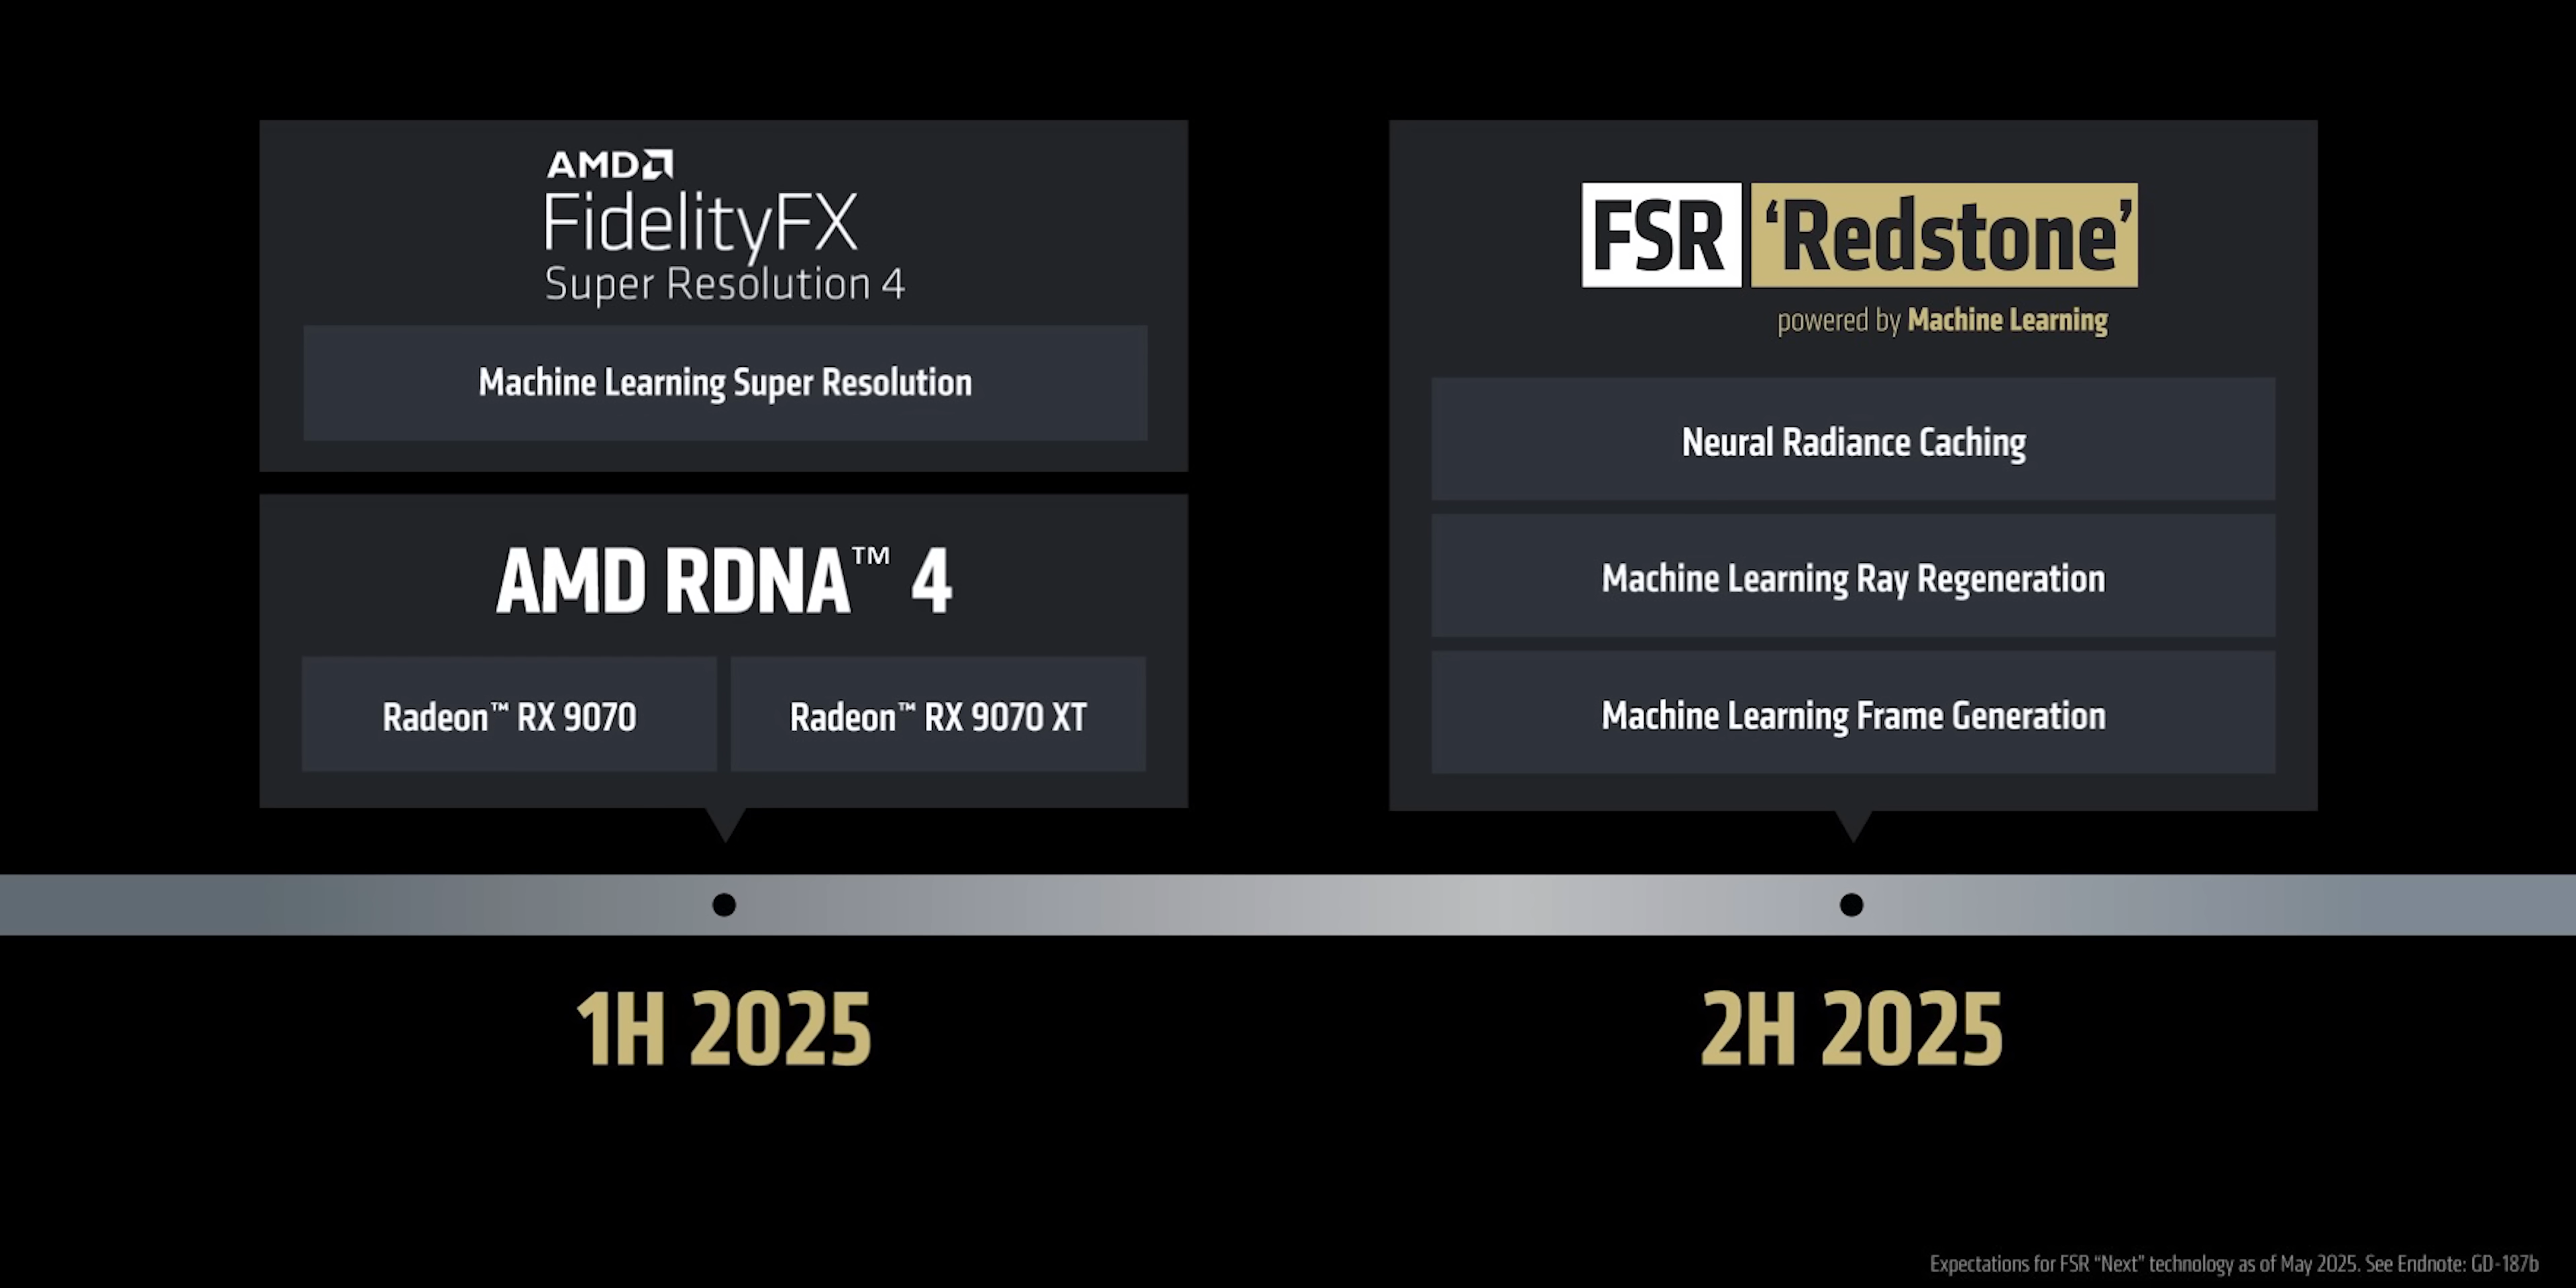 AMD
FidelityFX
Super Resolution 4
Machine Learning Super Resolution
AMD RDNA™ 4
Radeon™ RX 9070
Radeon™ RX 9070 XT
1H 2025
FSR ‘Redstone’
powered by Machine Learning
Neural Radiance Caching
Machine Learning Ray Regeneration
Machine Learning Frame Generation
2H 2025
Expectations for FSR “Next” technology as of May 2025. See Endnote: GD-187b